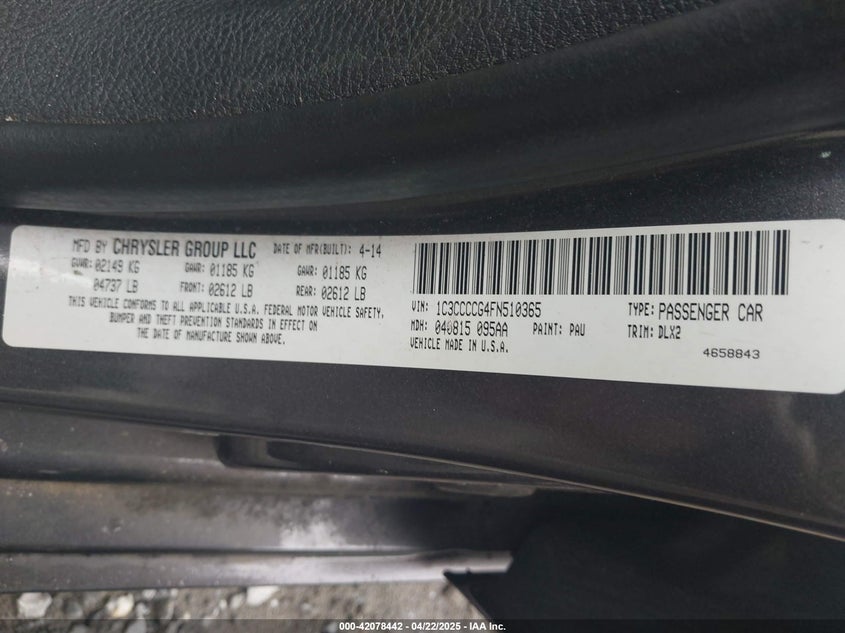 MFD BY CHRYSLER GROUP LLC DATE OF MFR(BUILT): 4-14
GVWR: 02149 KG GAWR: 01185 KG GAWR: 01185 KG
04737 LB FRONT: 02612 LB REAR: 02612 LB
THIS VEHICLE CONFORMS TO ALL APPLICABLE U.S.A. FEDERAL MOTOR VEHICLE SAFETY,
BUMPER AND THEFT PREVENTION STANDARDS IN EFFECT ON
THE DATE OF MANUFACTURE SHOWN ABOVE.
VIN: 1C3CCCCG4FN510365 TYPE: PASSENGER CAR
MDH: 040815 095AA PAINT: PAU TRIM: DLX2
VEHICLE MADE IN U.S.A.
4658843
000-42078442 - 04/22/2025 - IAA Inc.